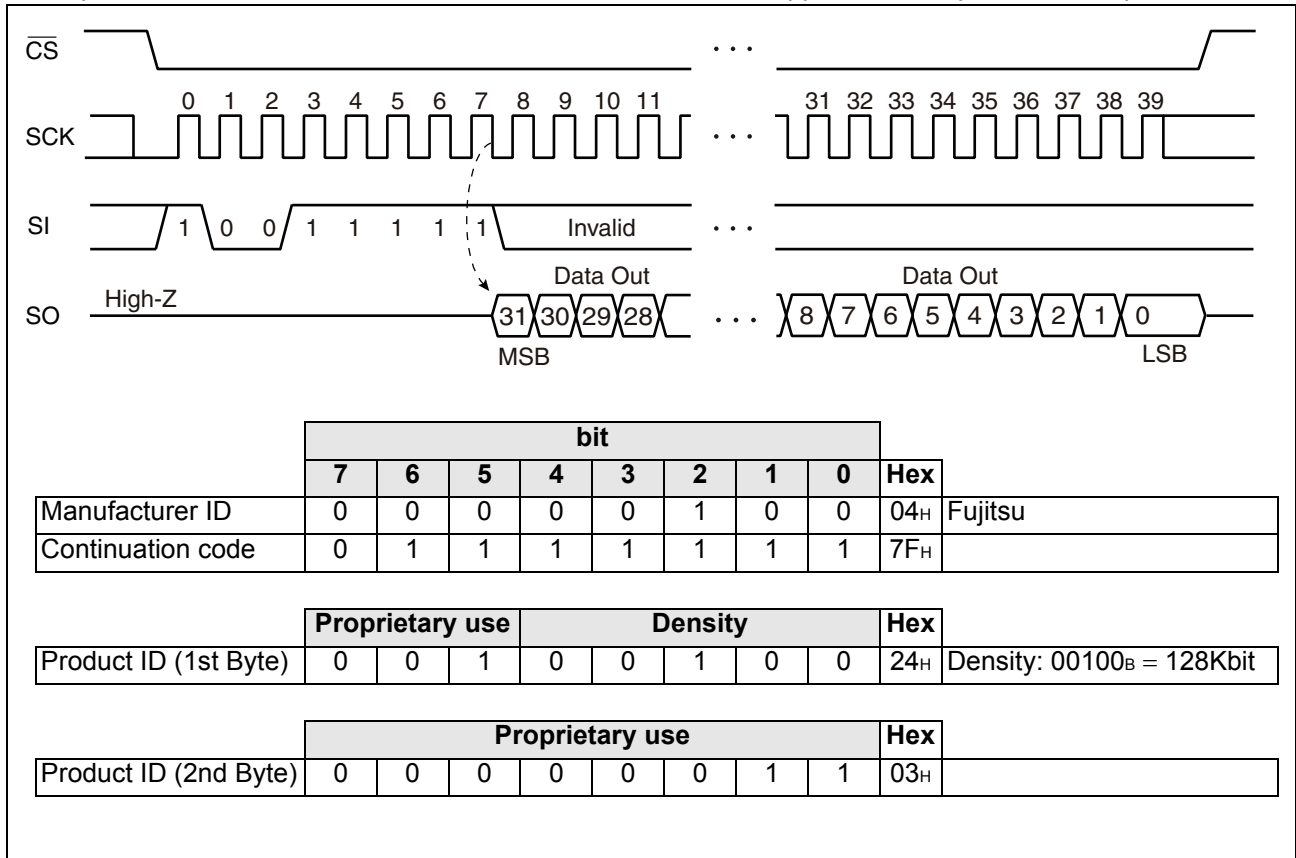 CS
. . .
0 1 2 3 4 5 6 7 8 9 10 11 31 32 33 34 35 36 37 38 39
SCK
. . .
SI 1 0 0 1 1 1 1 1 Invalid . . .
Data Out Data Out
High-Z
SO 31 30 29 28 . . . 8 7 6 5 4 3 2 1 0
MSB LSB
bit
7 6 5 4 3 2 1 0 Hex
Manufacturer ID 0 0 0 0 0 1 0 0 04H Fujitsu
Continuation code 0 1 1 1 1 1 1 1 7FH
Proprietary use Density Hex
Product ID (1st Byte) 0 0 1 0 0 1 0 0 24H Density: 00100B = 128Kbit
Proprietary use Hex
Product ID (2nd Byte) 0 0 0 0 0 0 1 1 03H